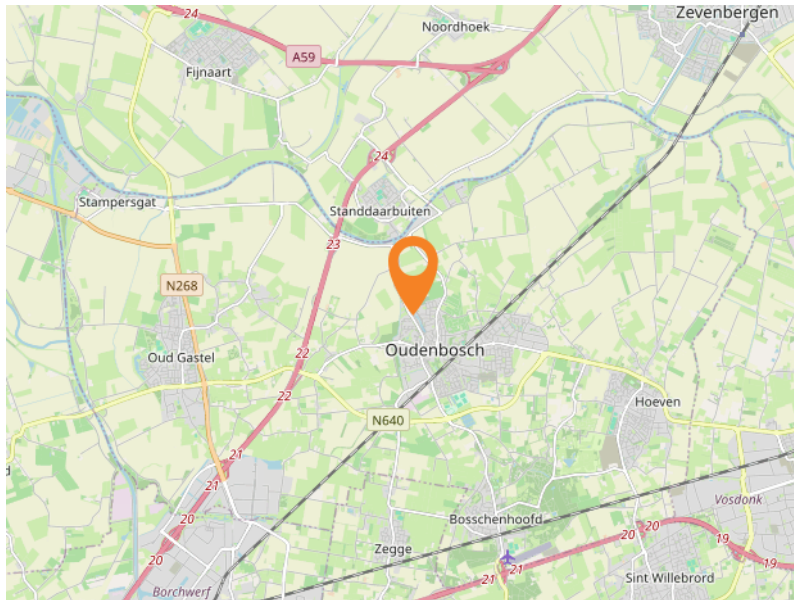 Zevenbergen
24
Noordhoek
A59
Fijnaart
24
Stampersgat
Standdaarbuiten
23
N268
Oud Gastel
22
Oudenbosch
22
Hoeven
N640
21
21
Vosdonk
20
Bosschenhoofd
20
20
19
20
Zegge
19
21
21
Sint Willebrord
Borchwerf